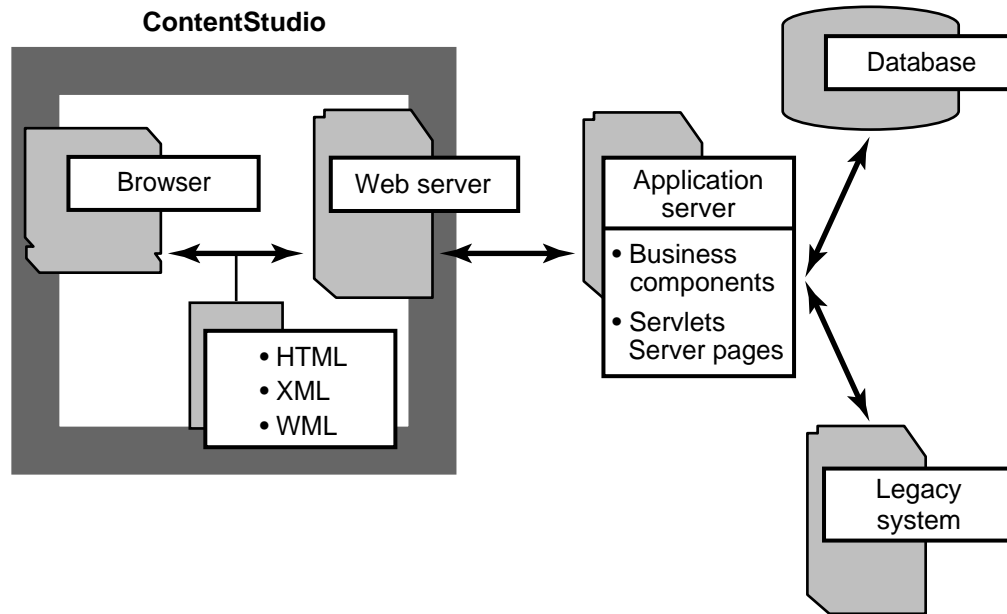 ContentStudio
Database
Browser
Web server
Application
server
• Business
components
• Servlets
Server pages
• HTML
• XML
• WML
Legacy
system